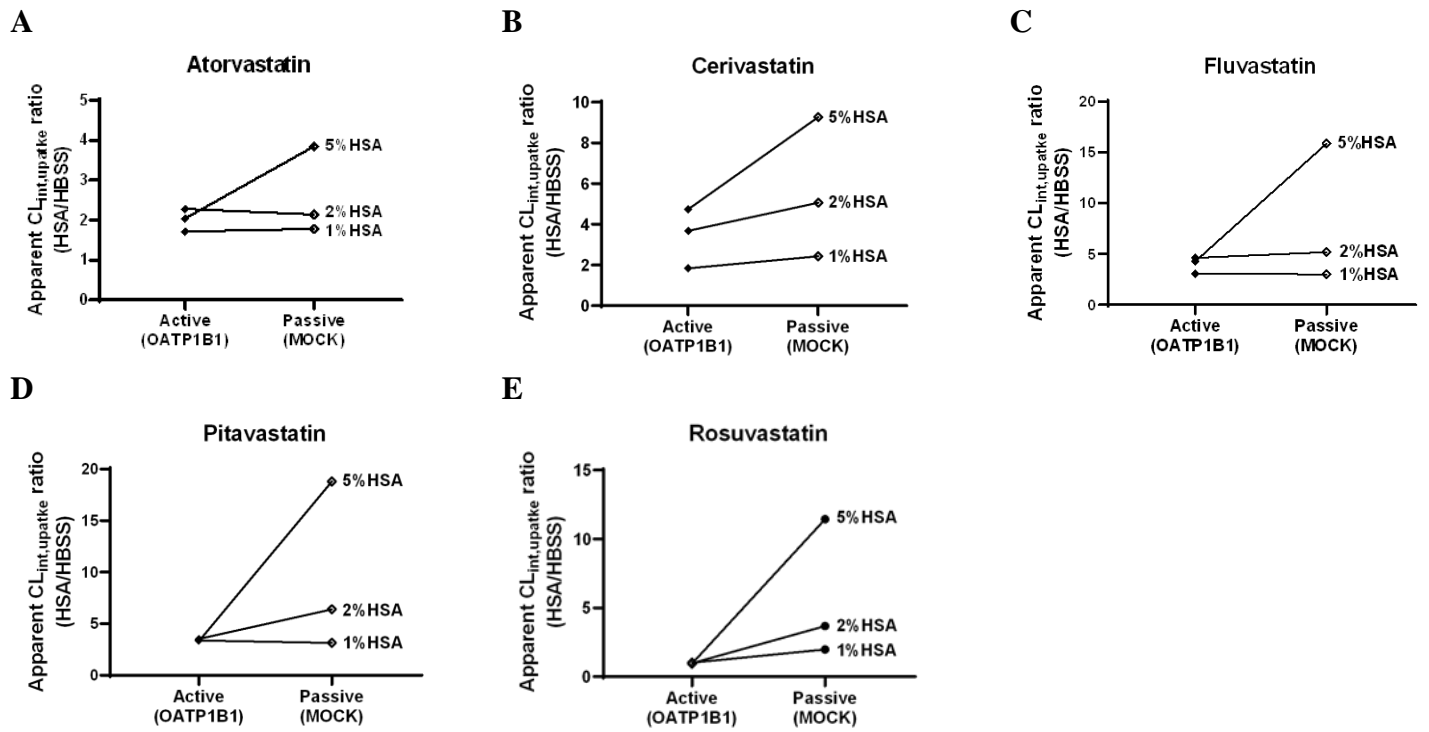 A
Atorvastatin
Apparent CLint,upatke ratio
(HSA/HBSS)
5
4
3
2
1
0
5%HSA
2%HSA
1%HSA
Active
(OATP1B1)
Passive
(MOCK)
B
Cerivastatin
Apparent CLint,upatke ratio
(HSA/HBSS)
10
8
6
4
2
0
5%HSA
2%HSA
1%HSA
Active
(OATP1B1)
Passive
(MOCK)
C
Fluvastatin
Apparent CLint,upatke ratio
(HSA/HBSS)
20
15
10
5
0
5%HSA
2%HSA
1%HSA
Active
(OATP1B1)
Passive
(MOCK)
D
Pitavastatin
Apparent CLint,upatke ratio
(HSA/HBSS)
20
15
10
5
0
5%HSA
2%HSA
1%HSA
Active
(OATP1B1)
Passive
(MOCK)
E
Rosuvastatin
Apparent CLint,upatke ratio
(HSA/HBSS)
15
10
5
0
5%HSA
2%HSA
1%HSA
Active
(OATP1B1)
Passive
(MOCK)